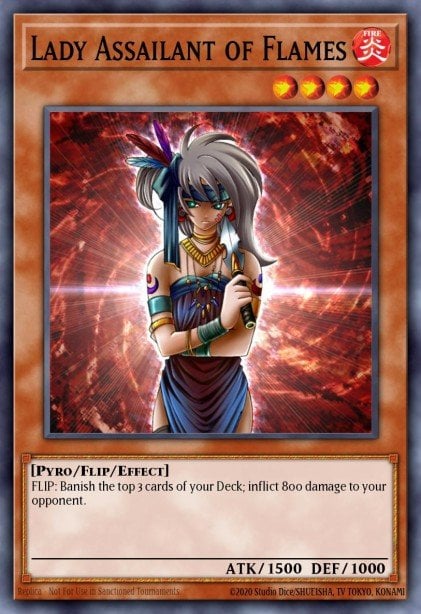 LADY ASSAILANT OF FLAMES
FIRE
炎
[PYRO/FLIP/EFFECT]
FLIP: Banish the top 3 cards of your Deck; inflict 800 damage to your
opponent.
ATK/1500 DEF/1000
Replica - Not For Use in Sanctioned Tournaments.
©2020 Studio Dice/SHUEISHA, TV TOKYO, KONAMI